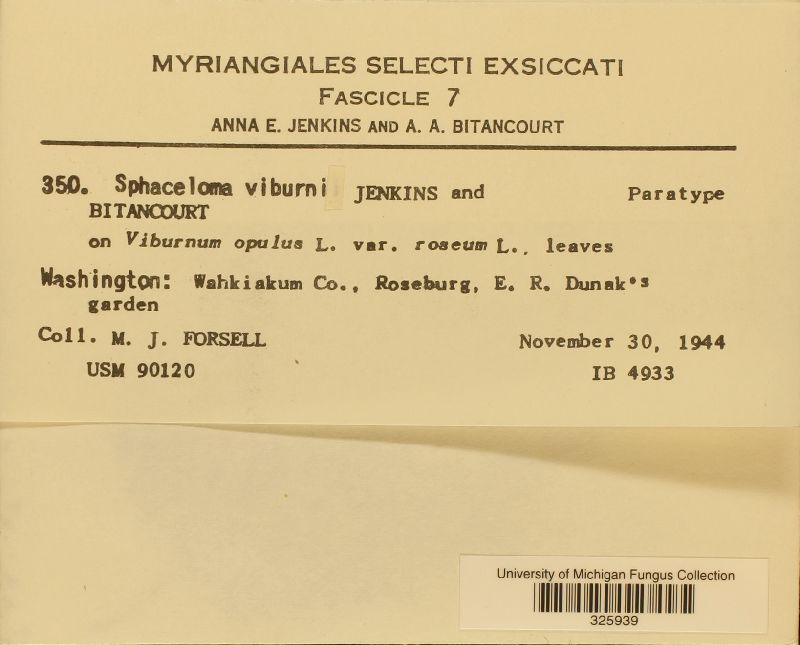 MYRIANGIALES SELECTI EXSICCATI
FASCICLE 7
ANNA E. JENKINS AND A. A. BITANCOURT
350. Sphaceloma viburni JENKINS and Paratype
BITANCOURT
on Viburnum opulus L. var. roseum L., leaves
Washington: Wahkiakum Co., Roseburg, E. R. Dunak's
garden
Coll. M. J. FORSELL November 30, 1944
USM 90120 IB 4933
University of Michigan Fungus Collection
325939